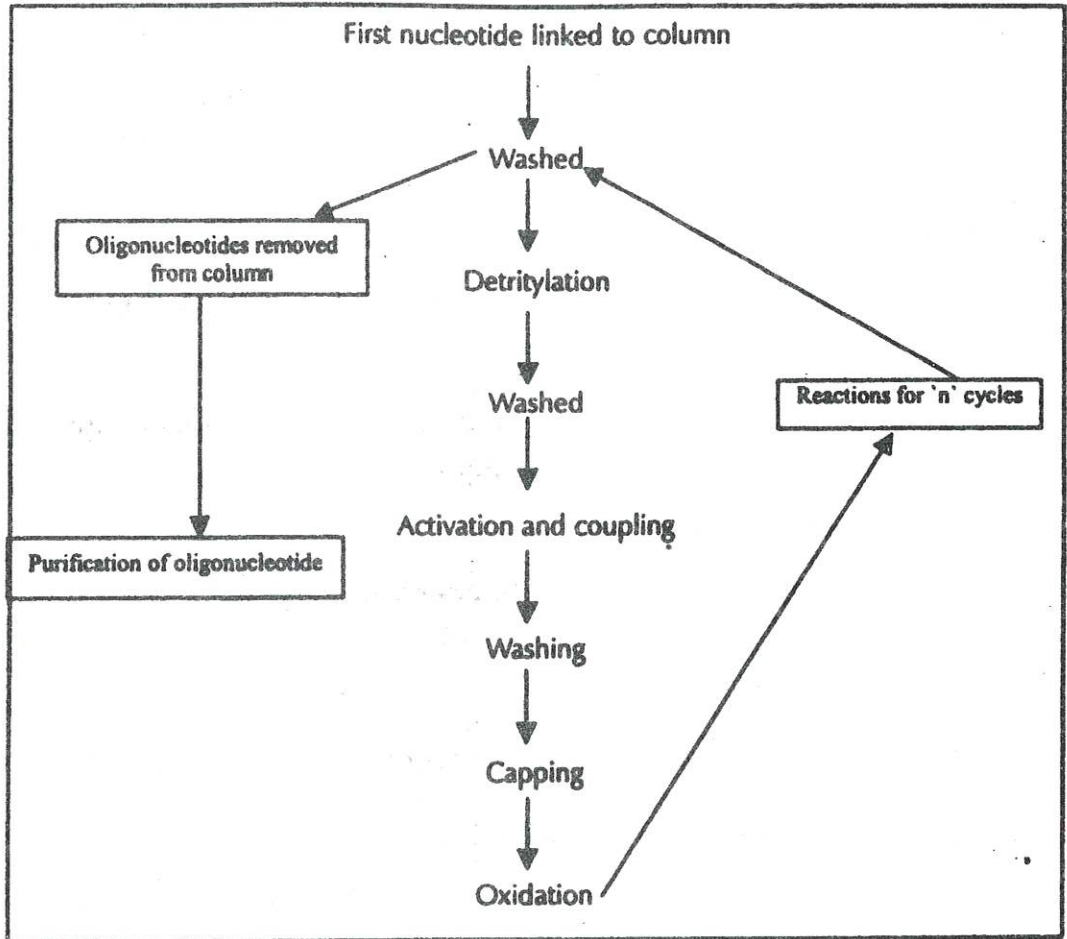 First nucleotide linked to column
Washed
Oligonucleotides removed
from column
Detritylation
Washed
Reactions for 'n' cycles
Activation and coupling
Purification of oligonucleotide
Washing
Capping
Oxidation